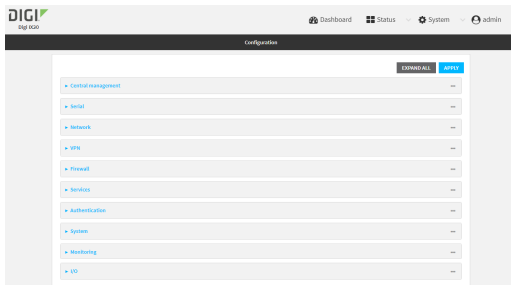 DIGI
Digi IX20
Dashboard
Status
System
admin
Configuration
EXPAND ALL
APPLY
Central management
Serial
Network
VPN
Firewall
Services
Authentication
System
Monitoring
I/O